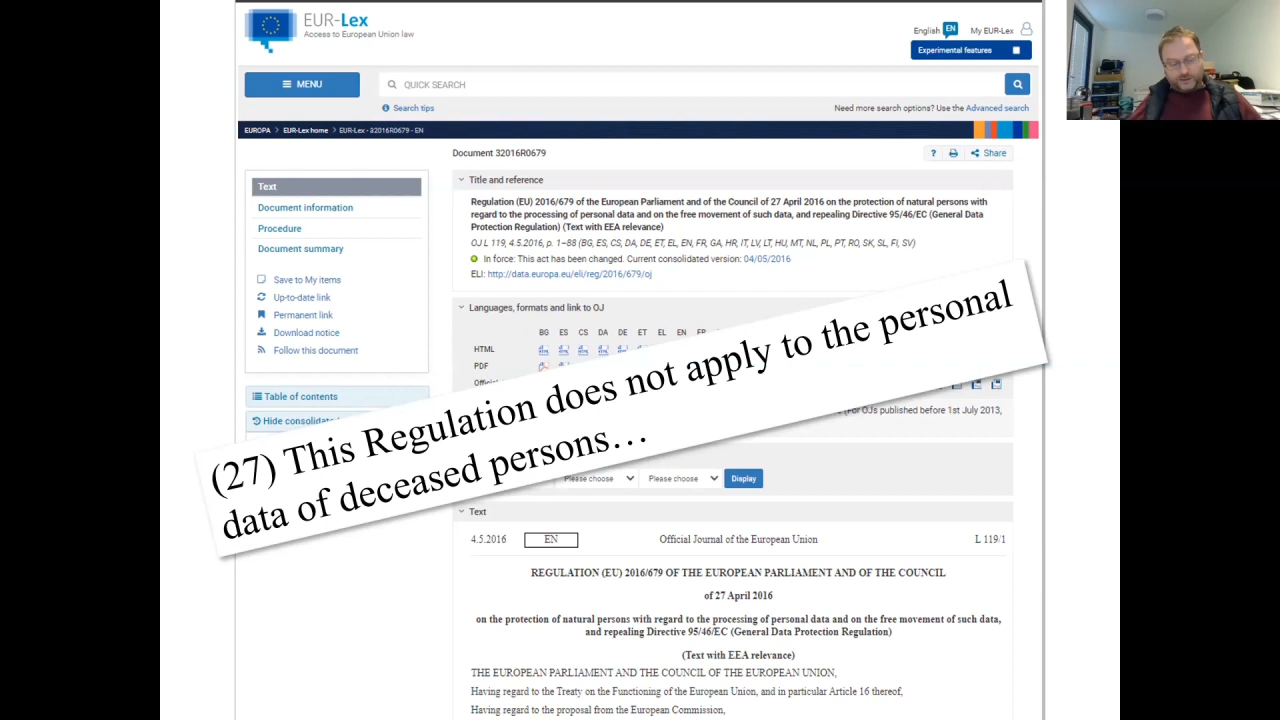 EUR-Lex
Access to European Union law
English EN My EUR-Lex
Experimental features
MENU
QUICK SEARCH
Search tips
Need more search options? Use the Advanced search
EUROPA > EUR-Lex home > EUR-Lex - 32016R0679 - EN
Document 32016R0679
? Share
Text
Document information
Procedure
Document summary
Save to My items
Up-to-date link
Permanent link
Download notice
Follow this document
Table of contents
Hide consolidate
Title and reference
Regulation (EU) 2016/679 of the European Parliament and of the Council of 27 April 2016 on the protection of natural persons with
regard to the processing of personal data and on the free movement of such data, and repealing Directive 95/46/EC (General Data
Protection Regulation) (Text with EEA relevance)
OJ L 119, 4.5.2016, p. 1–88 (BG, ES, CS, DA, DE, ET, EL, EN, FR, GA, HR, IT, LV, LT, HU, MT, NL, PL, PT, RO, SK, SL, FI, SV)
In force: This act has been changed. Current consolidated version: 04/05/2016
ELI: http://data.europa.eu/eli/reg/2016/679/oj
Languages, formats and link to OJ
BG ES CS DA DE ET EL EN FR
HTML
PDF
Official
(For OJs published before 1st July 2013,
(27) This Regulation does not apply to the personal
data of deceased persons…
Please choose Please choose Display
Text
4.5.2016 EN Official Journal of the European Union L 119/1
REGULATION (EU) 2016/679 OF THE EUROPEAN PARLIAMENT AND OF THE COUNCIL
of 27 April 2016
on the protection of natural persons with regard to the processing of personal data and on the free movement of such data,
and repealing Directive 95/46/EC (General Data Protection Regulation)
(Text with EEA relevance)
THE EUROPEAN PARLIAMENT AND THE COUNCIL OF THE EUROPEAN UNION,
Having regard to the Treaty on the Functioning of the European Union, and in particular Article 16 thereof,
Having regard to the proposal from the European Commission,